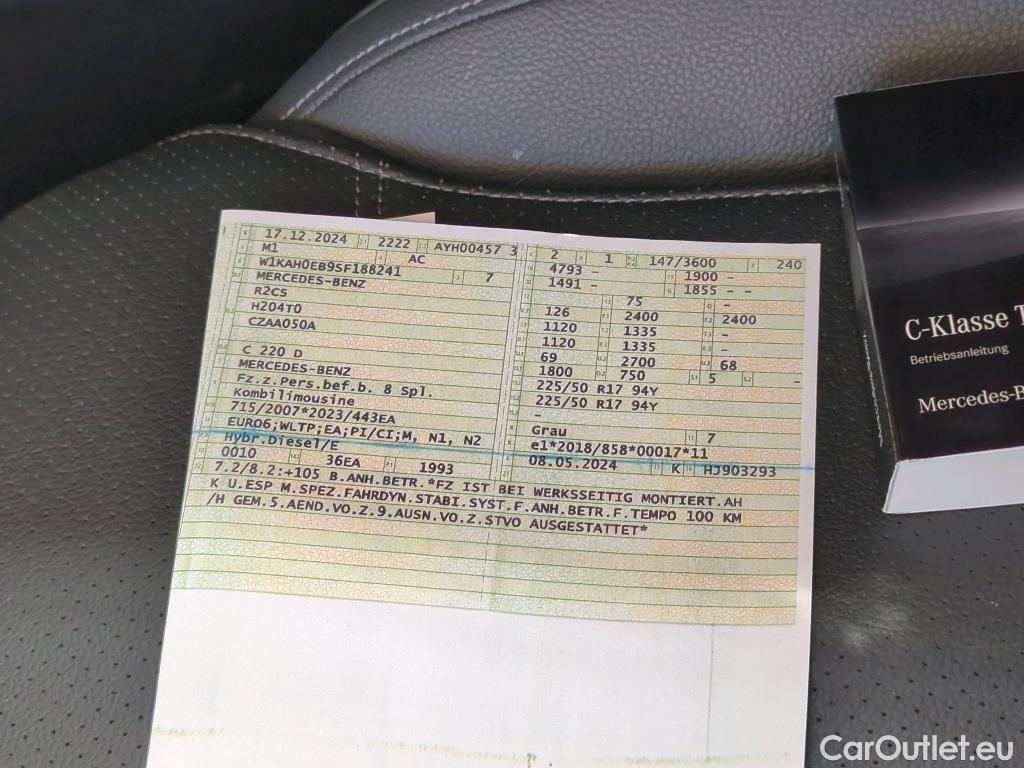 17.12.2024 2222 AYH00457 3
M1 AC
W1KAH0EB9SF188241 7
MERCEDES-BENZ
R2CS
H204T0
CZAA050A
C 220 D
MERCEDES-BENZ
Fz.z.Pers.bef.b. 8 Spl.
Kombilimousine
715/2007*2023/443EA
EURO6;WLTP;EA;PI/CI;M, N1, N2
Hybr.Diesel/E
0010 36EA 1993
2 1 147/3600 240
4793 – 1900 –
1491 – 1855 – –
75 –
126 2400 2400
1120 1335 –
1120 1335 –
69 2700 68
1800 750 5 –
225/50 R17 94Y
225/50 R17 94Y
–
Grau 7
e1*2018/858*00017*11
08.05.2024 K HJ903293
7.2/8.2:+105 B.ANH.BETR.*FZ IST BEI WERKSSEITIG MONTIERT.AH
K U.ESP M.SPEZ.FAHRDYN.STABI.SYST.F.ANH.BETR.F.TEMPO 100 KM
/H GEM.5.AEND.VO.Z.9.AUSN.VO.Z.STVO AUSGESTATTET*
C-Klasse T
Betriebsanleitung
Mercedes-B
CarOutlet.eu